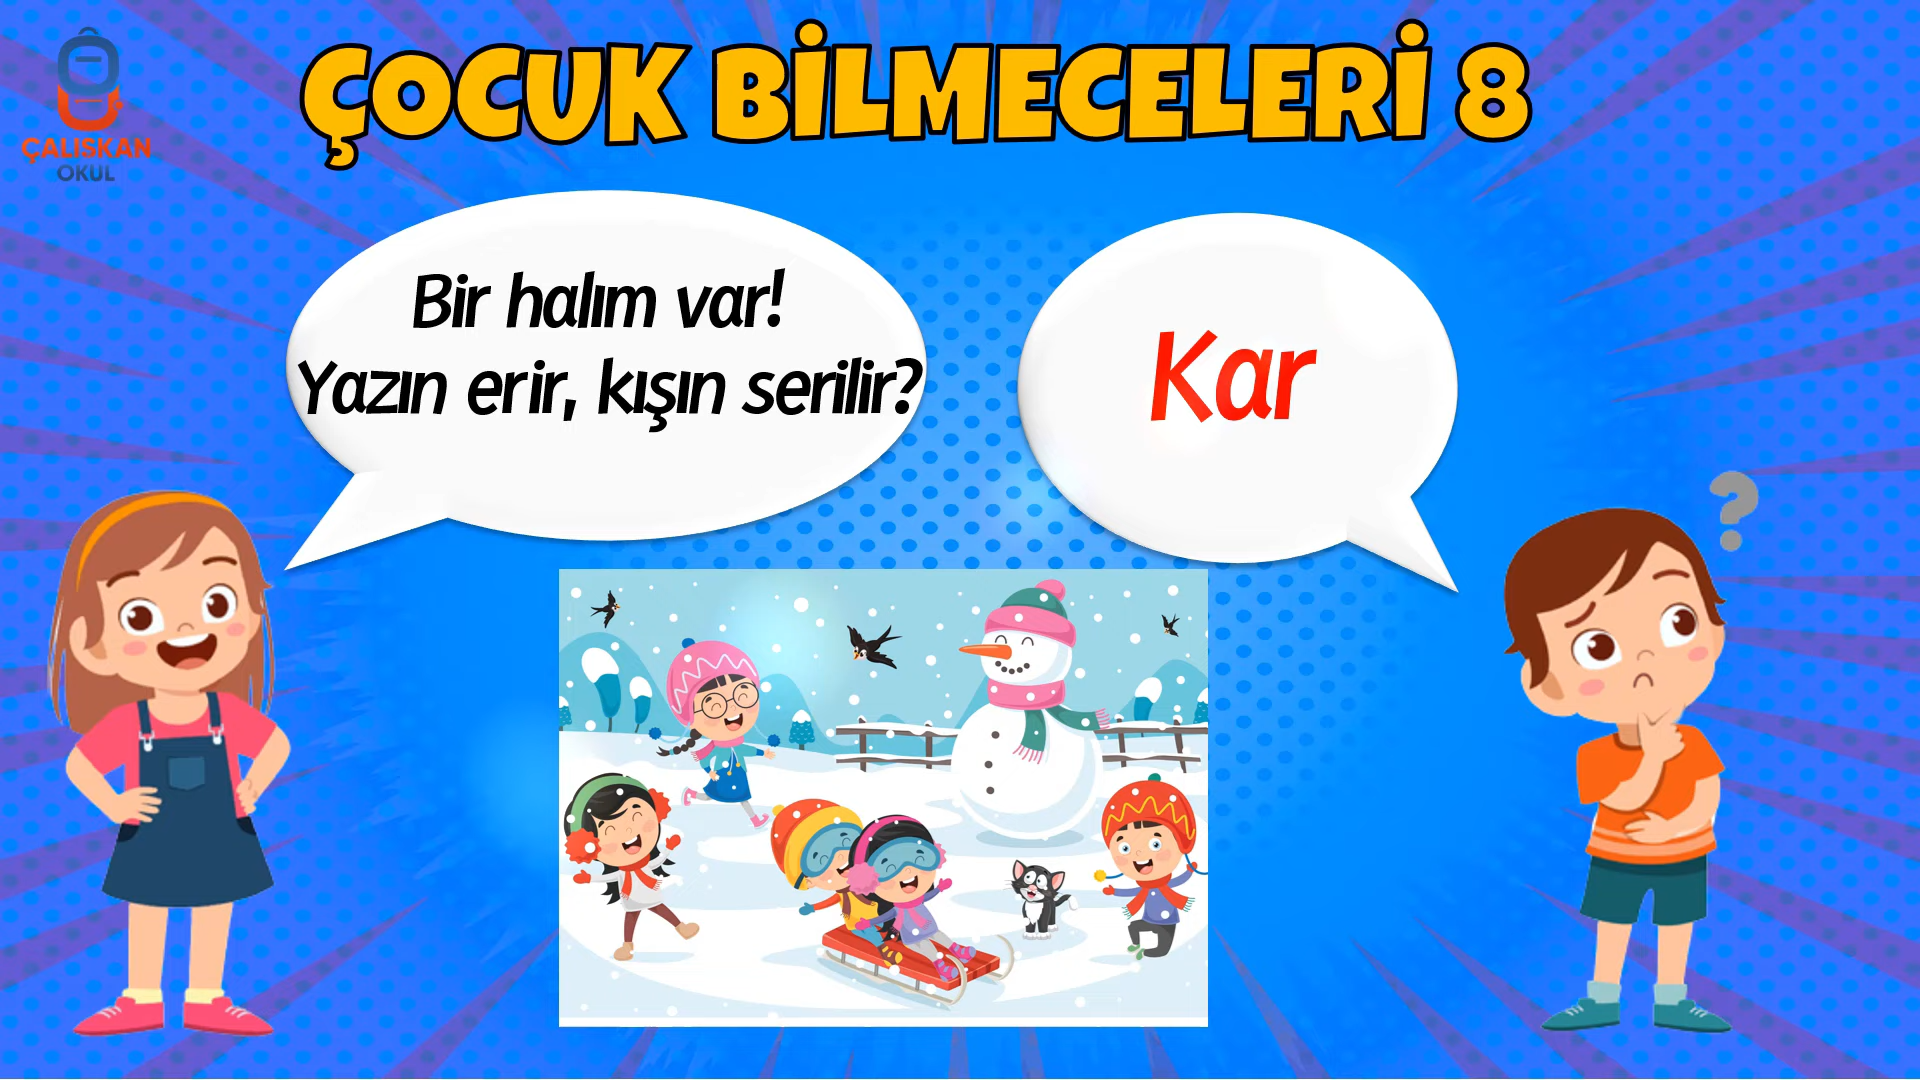 ÇOCUK BİLMECELERİ 8
ÇALIŞKAN
OKUL
Bir halım var!
Yazın erir, kışın serilir?
Kar
?